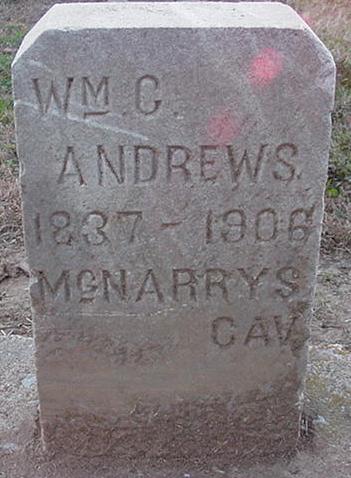 WM C.
ANDREWS.
1837 - 1906
McNARRYS
CAV.